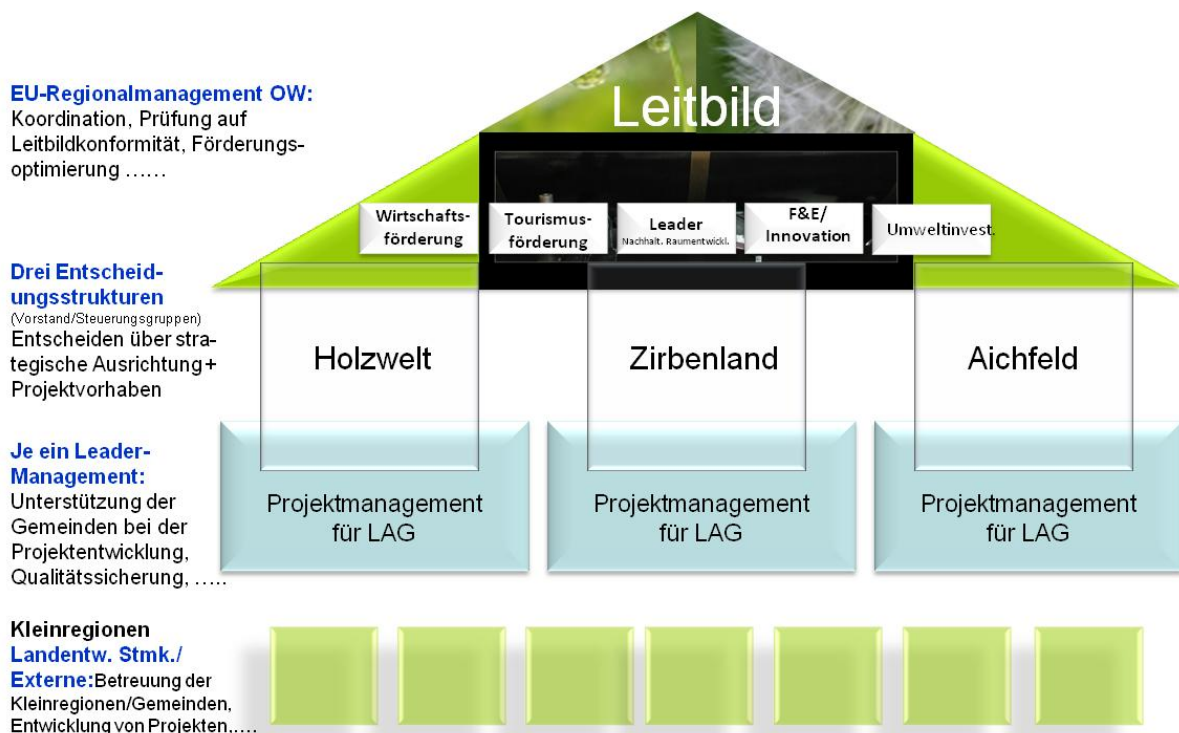 Leitbild
EU-Regionalmanagement OW:
Koordination, Prüfung auf
Leitbildkonformität, Förderungs-
optimierung ……
Wirtschafts-
förderung
Tourismus-
förderung
Leader
Nachhalt. Raumentwickl.
F&E/
Innovation
Umweltinvest.
Drei Entscheid-
ungsstrukturen
(Vorstand/Steuerungsgruppen)
Entscheiden über stra-
tegische Ausrichtung +
Projektvorhaben
Holzwelt
Zirbenland
Aichfeld
Je ein Leader-
Management:
Unterstützung der
Gemeinden bei der
Projektentwicklung,
Qualitätssicherung, …..
Projektmanagement
für LAG
Projektmanagement
für LAG
Projektmanagement
für LAG
Kleinregionen
Landentw. Stmk./
Externe:Betreuung der
Kleinregionen/Gemeinden,
Entwicklung von Projekten,….